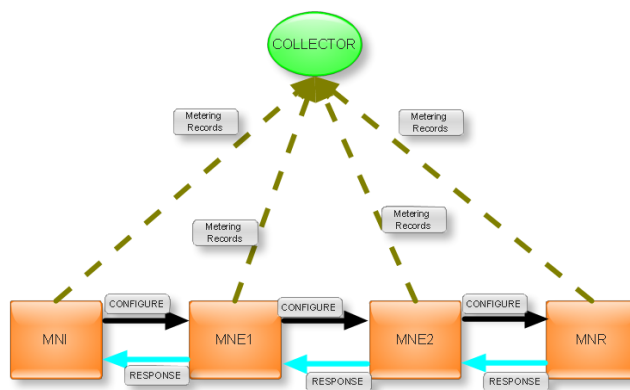 COLLECTOR
Metering
Records
Metering
Records
Metering
Records
Metering
Records
CONFIGURE
CONFIGURE
CONFIGURE
MNI
MNE1
MNE2
MNR
RESPONSE
RESPONSE
RESPONSE